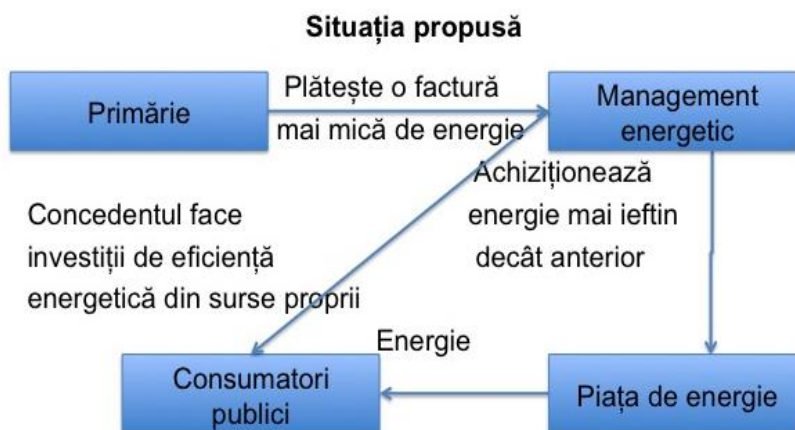 Situația propusă
Primărie
Plătește o factură
mai mică de energie
Management
energetic
Concedentul face
investiții de eficiență
energetică din surse proprii
Achiziționează
energie mai ieftin
decât anterior
Energie
Consumatori
publici
Piața de energie